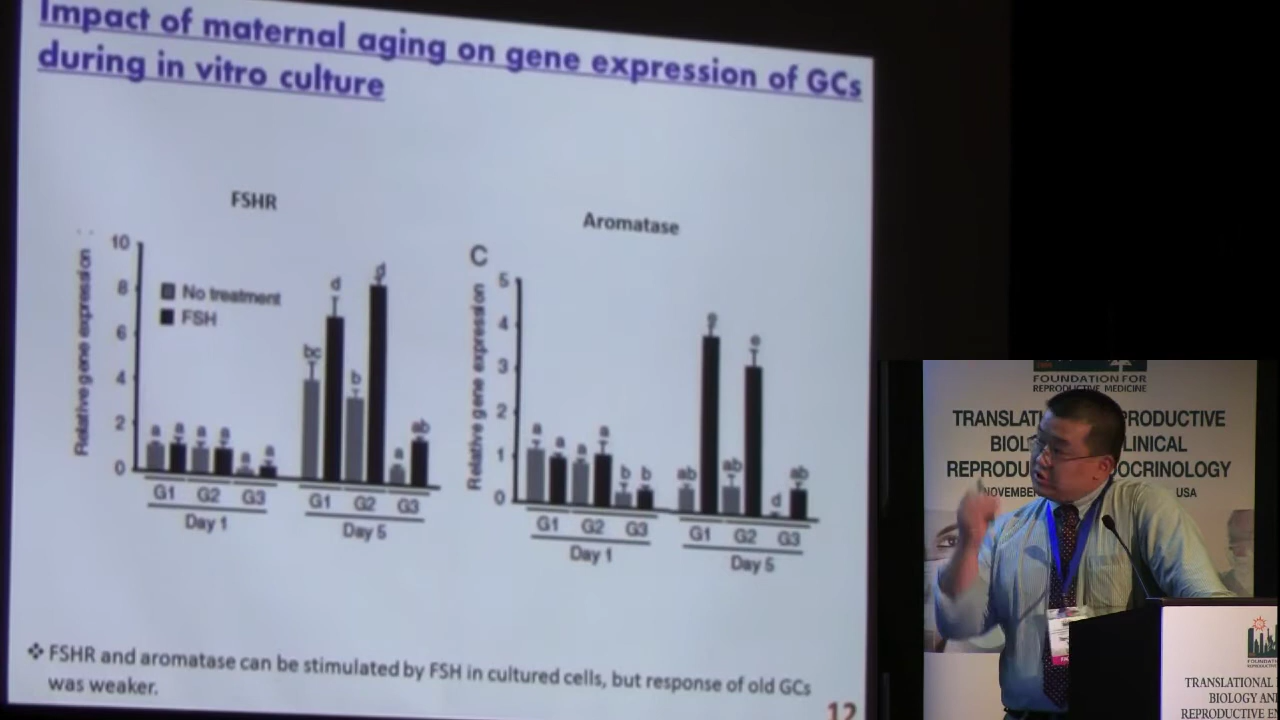 Impact of maternal aging on gene expression of GCs
during in vitro culture
FSHR
Relative gene expression
10
8
6
4
2
0
No treatment
FSH
a a a a a a
bc d b d a ab
G1 G2 G3
Day 1
G1 G2 G3
Day 5
C
Aromatase
Relative gene expression
5
4
3
2
1
0
a a a a b b
ab e ab e d ab
G1 G2 G3
Day 1
G1 G2 G3
Day 5
❖ FSHR and aromatase can be stimulated by FSH in cultured cells, but response of old GCs
was weaker.
12
FOUNDATION FOR
REPRODUCTIVE MEDICINE
TRANSLAT PRODUCTIVE
BIOL CLINICAL
REPRODU OCRINOLOGY
NOVEMBER USA
TRANSLATIONAL
BIOLOGY AN
REPRODUCTIVE EN